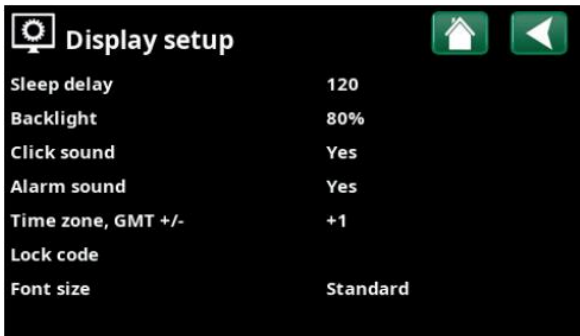 Display setup
Sleep delay 120
Backlight 80%
Click sound Yes
Alarm sound Yes
Time zone, GMT +/- +1
Lock code
Font size Standard